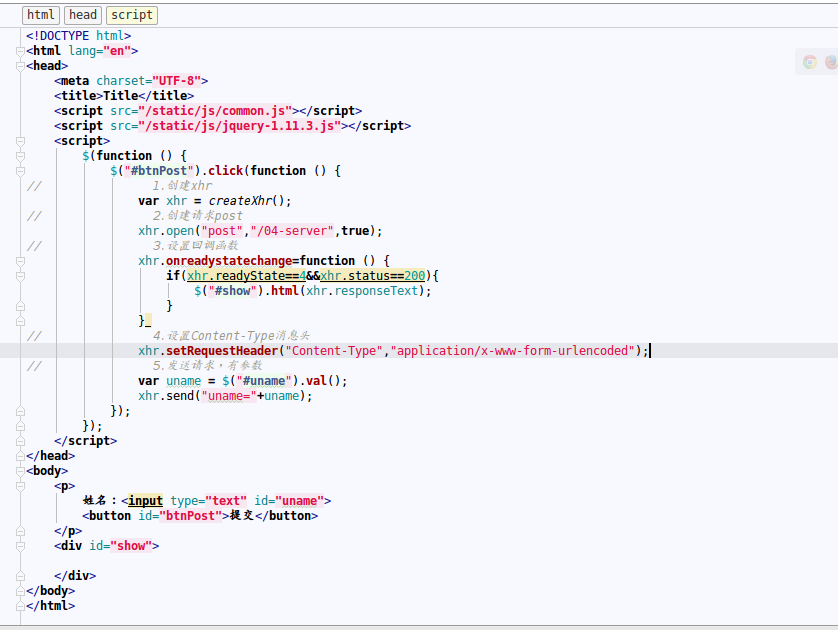 html head script
<!DOCTYPE html>
<html lang="en">
<head>
    <meta charset="UTF-8">
    <title>Title</title>
    <script src="/static/js/common.js"></script>
    <script src="/static/js/jquery-1.11.3.js"></script>
    <script>
        $(function () {
            $("#btnPost").click(function () {
//                1.创建xhr
                var xhr = createXhr();
//                2.创建请求post
                xhr.open("post","/04-server",true);
//                3.设置回调函数
                xhr.onreadystatechange=function () {
                    if(xhr.readyState==4&&xhr.status==200){
                        $("#show").html(xhr.responseText);
                    }
                }
//                4.设置Content-Type消息头
                xhr.setRequestHeader("Content-Type","application/x-www-form-urlencoded");
//                5.发送请求,有参数
                var uname = $("#uname").val();
                xhr.send("uname="+uname);
            });
        });
    </script>
</head>
<body>
    <p>
        姓名:<input type="text" id="uname">
        <button id="btnPost">提交</button>
    </p>
    <div id="show">

    </div>
</body>
</html>